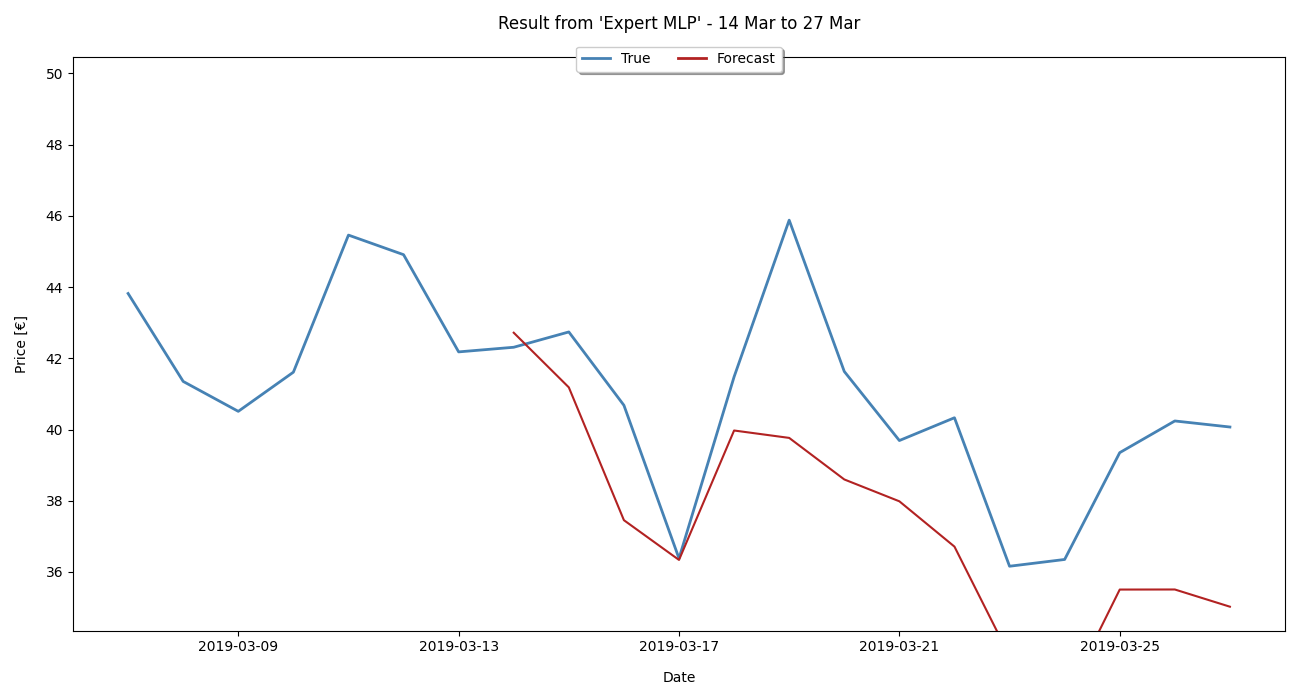 Result from 'Expert MLP' - 14 Mar to 27 Mar
True
Forecast
50
48
46
44
42
40
38
36
Price [€]
2019-03-09
2019-03-13
2019-03-17
2019-03-21
2019-03-25
Date